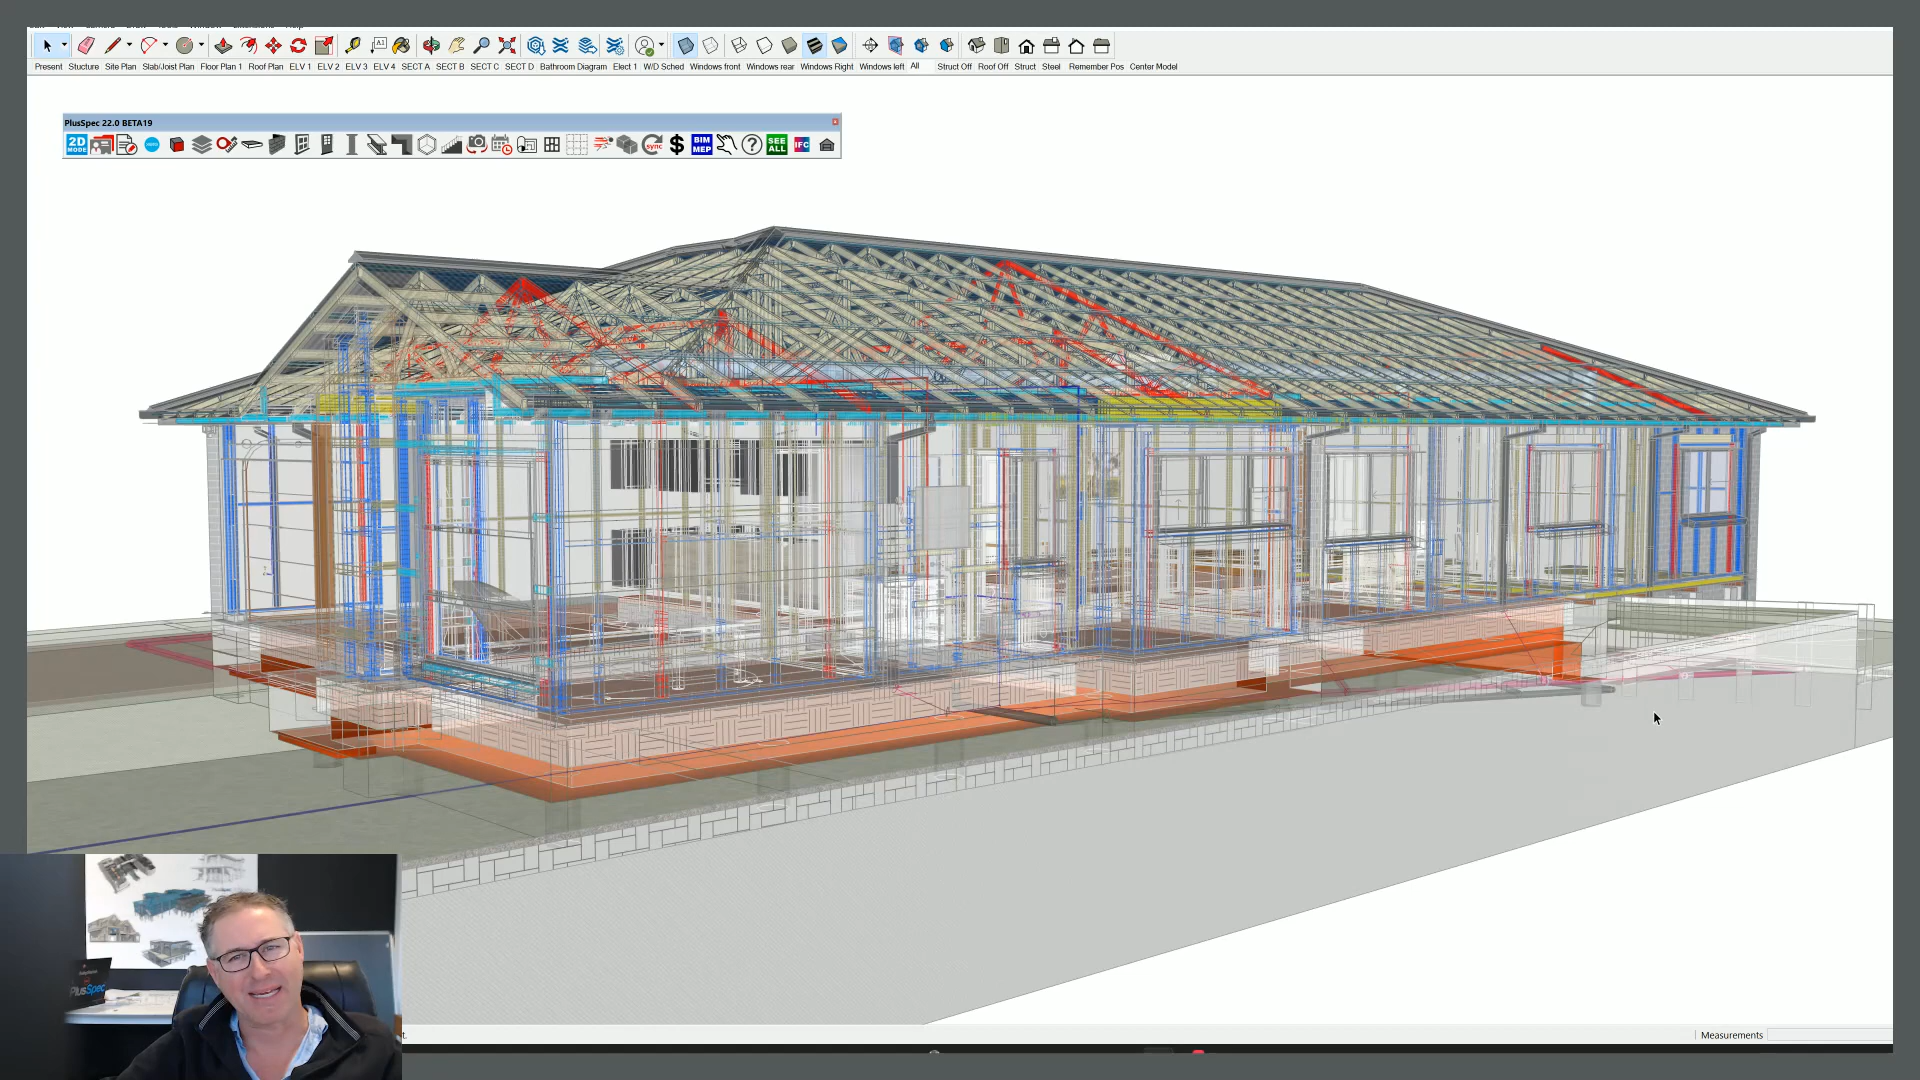 Present Stucture Site Plan Slab/Joist Plan Floor Plan 1 Roof Plan ELV 1 ELV 2 ELV 3 ELV 4 SECT A SECT B SECT C SECT D Bathroom Diagram Elect 1 W/D Sched Windows front Windows rear Windows Right Windows left All Struct Off Roof Off Struct Steel Remember Pos Center Model
PlusSpec 22.0 BETA19
2D MODE
sync
$
BIM MEP
?
SEE ALL
IFC
PlusSpec
Measurements